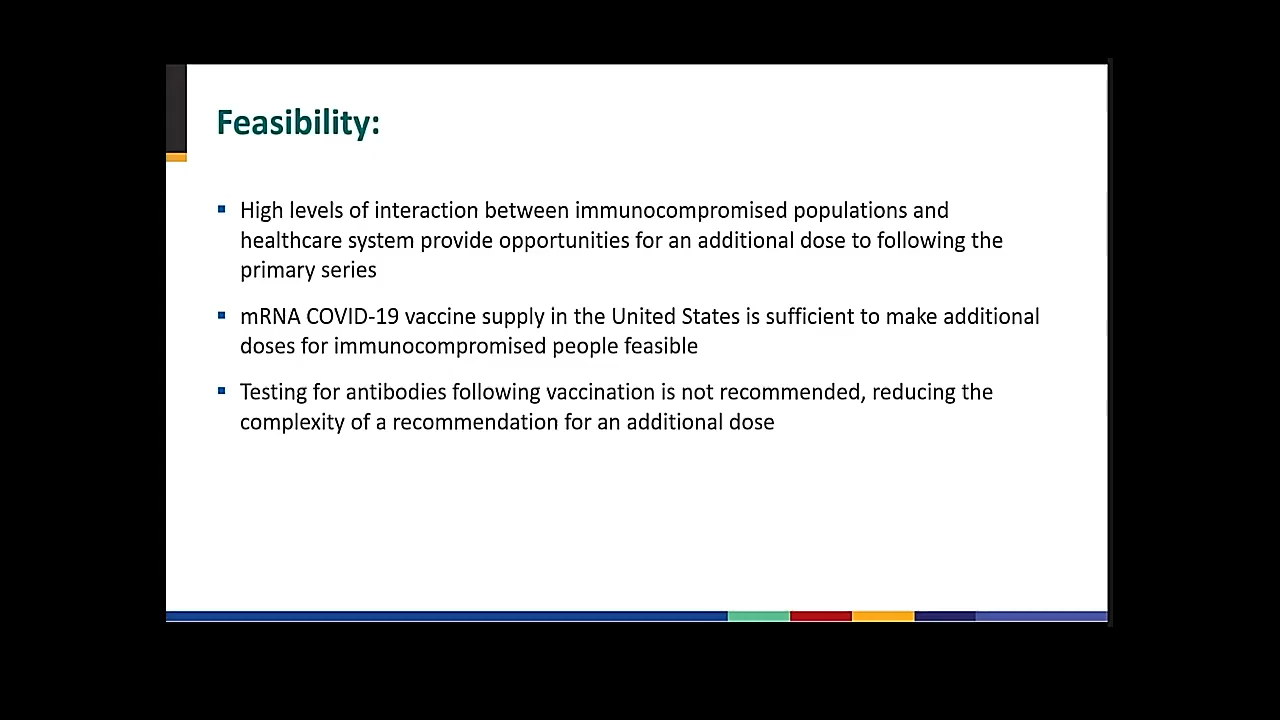 Feasibility:
▪ High levels of interaction between immunocompromised populations and
healthcare system provide opportunities for an additional dose to following the
primary series
▪ mRNA COVID-19 vaccine supply in the United States is sufficient to make additional
doses for immunocompromised people feasible
▪ Testing for antibodies following vaccination is not recommended, reducing the
complexity of a recommendation for an additional dose